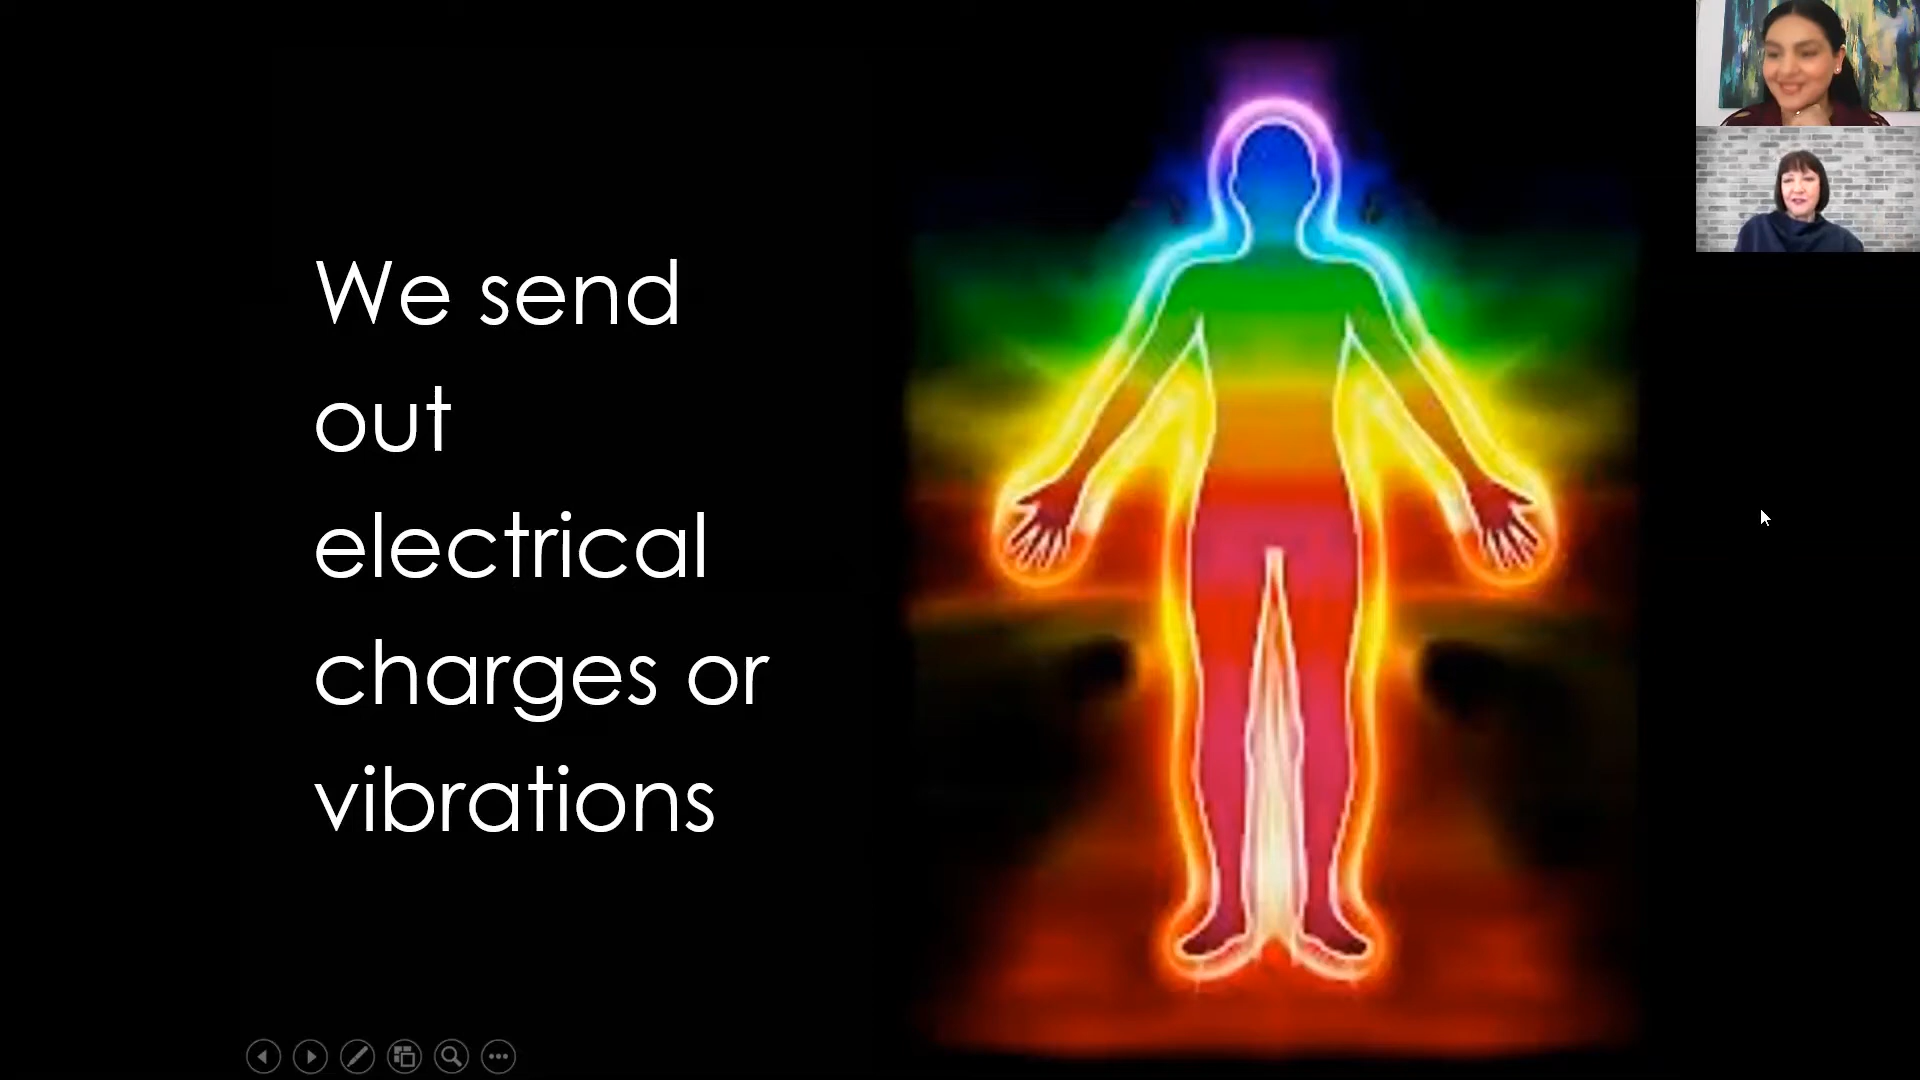 We send
out
electrical
charges or
vibrations